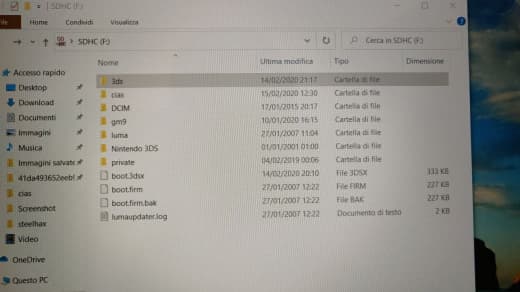 SDHC (F:)
File
Home
Condividi
Visualizza
SDHC (F:)
Cerca in SDHC (F:)
Nome Ultima modifica Tipo Dimensione
Accesso rapido
Desktop
Download
Documenti
Immagini
Musica
Immagini salvate
41da493652eeb
cias
Screenshot
steelhax
Video
OneDrive
Questo PC
3ds 14/02/2020 21:17 Cartella di file
cias 15/02/2020 12:30 Cartella di file
DCIM 17/01/2015 20:17 Cartella di file
gm9 10/01/2020 16:15 Cartella di file
luma 27/01/2007 11:04 Cartella di file
Nintendo 3DS 01/01/2001 01:00 Cartella di file
private 04/02/2019 00:06 Cartella di file
boot.3dsx 14/02/2020 20:10 File 3DSX 333 KB
boot.firm 27/01/2007 12:22 File FIRM 227 KB
boot.firm.bak 27/01/2007 12:22 File BAK 227 KB
lumaupdater.log 27/01/2007 12:22 Documento di testo 2 KB